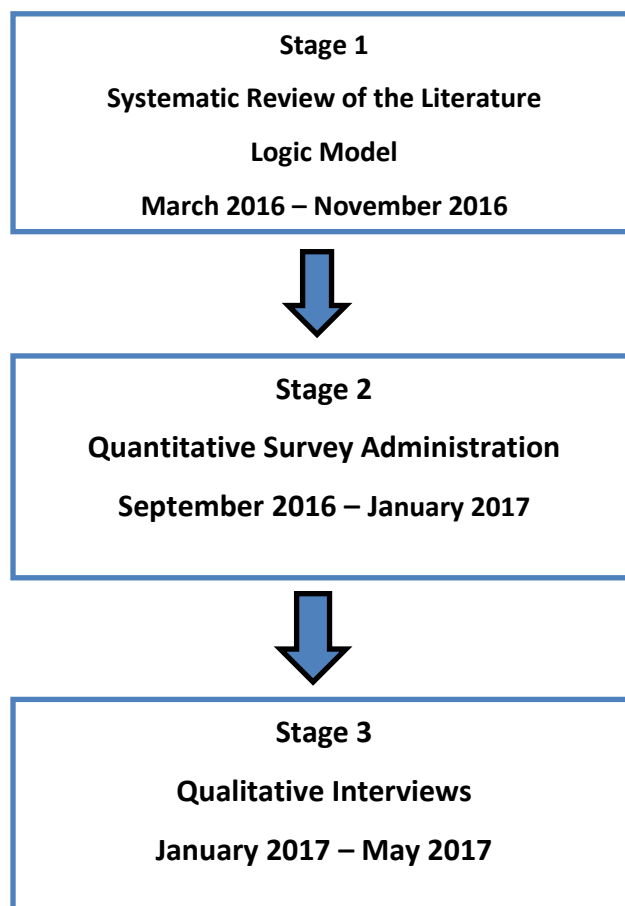 Stage 1
Systematic Review of the Literature
Logic Model
March 2016 – November 2016
Stage 2
Quantitative Survey Administration
September 2016 – January 2017
Stage 3
Qualitative Interviews
January 2017 – May 2017